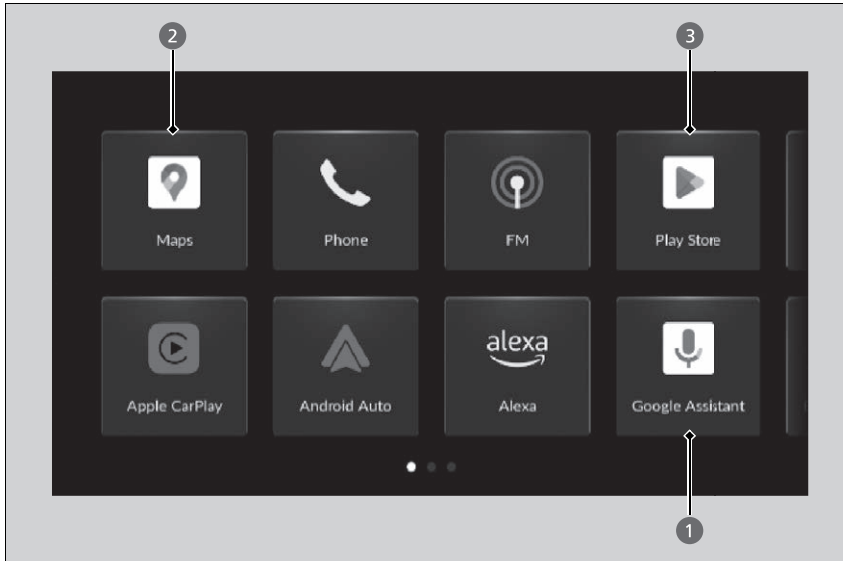 2
3
Maps
Phone
FM
Play Store
alexa
Apple CarPlay
Android Auto
Alexa
Google Assistant
1